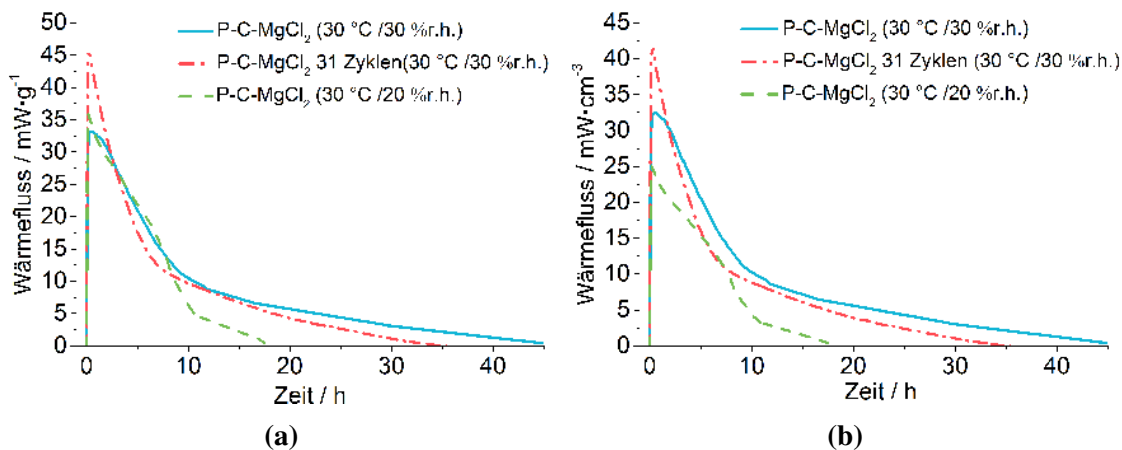 P-C-MgCl₂ (30 °C /30 %r.h.)
P-C-MgCl₂ 31 Zyklen(30 °C /30 %r.h.)
P-C-MgCl₂ (30 °C /20 %r.h.)
Wärmefluss / mW·g⁻¹
50
45
40
35
30
25
20
15
10
5
0
0 10 20 30 40
Zeit / h
(a)
P-C-MgCl₂ (30 °C /30 %r.h.)
P-C-MgCl₂ 31 Zyklen (30 °C /30 %r.h.)
P-C-MgCl₂ (30 °C /20 %r.h.)
Wärmefluss / mW·cm⁻³
45
40
35
30
25
20
15
10
5
0
0 10 20 30 40
Zeit / h
(b)